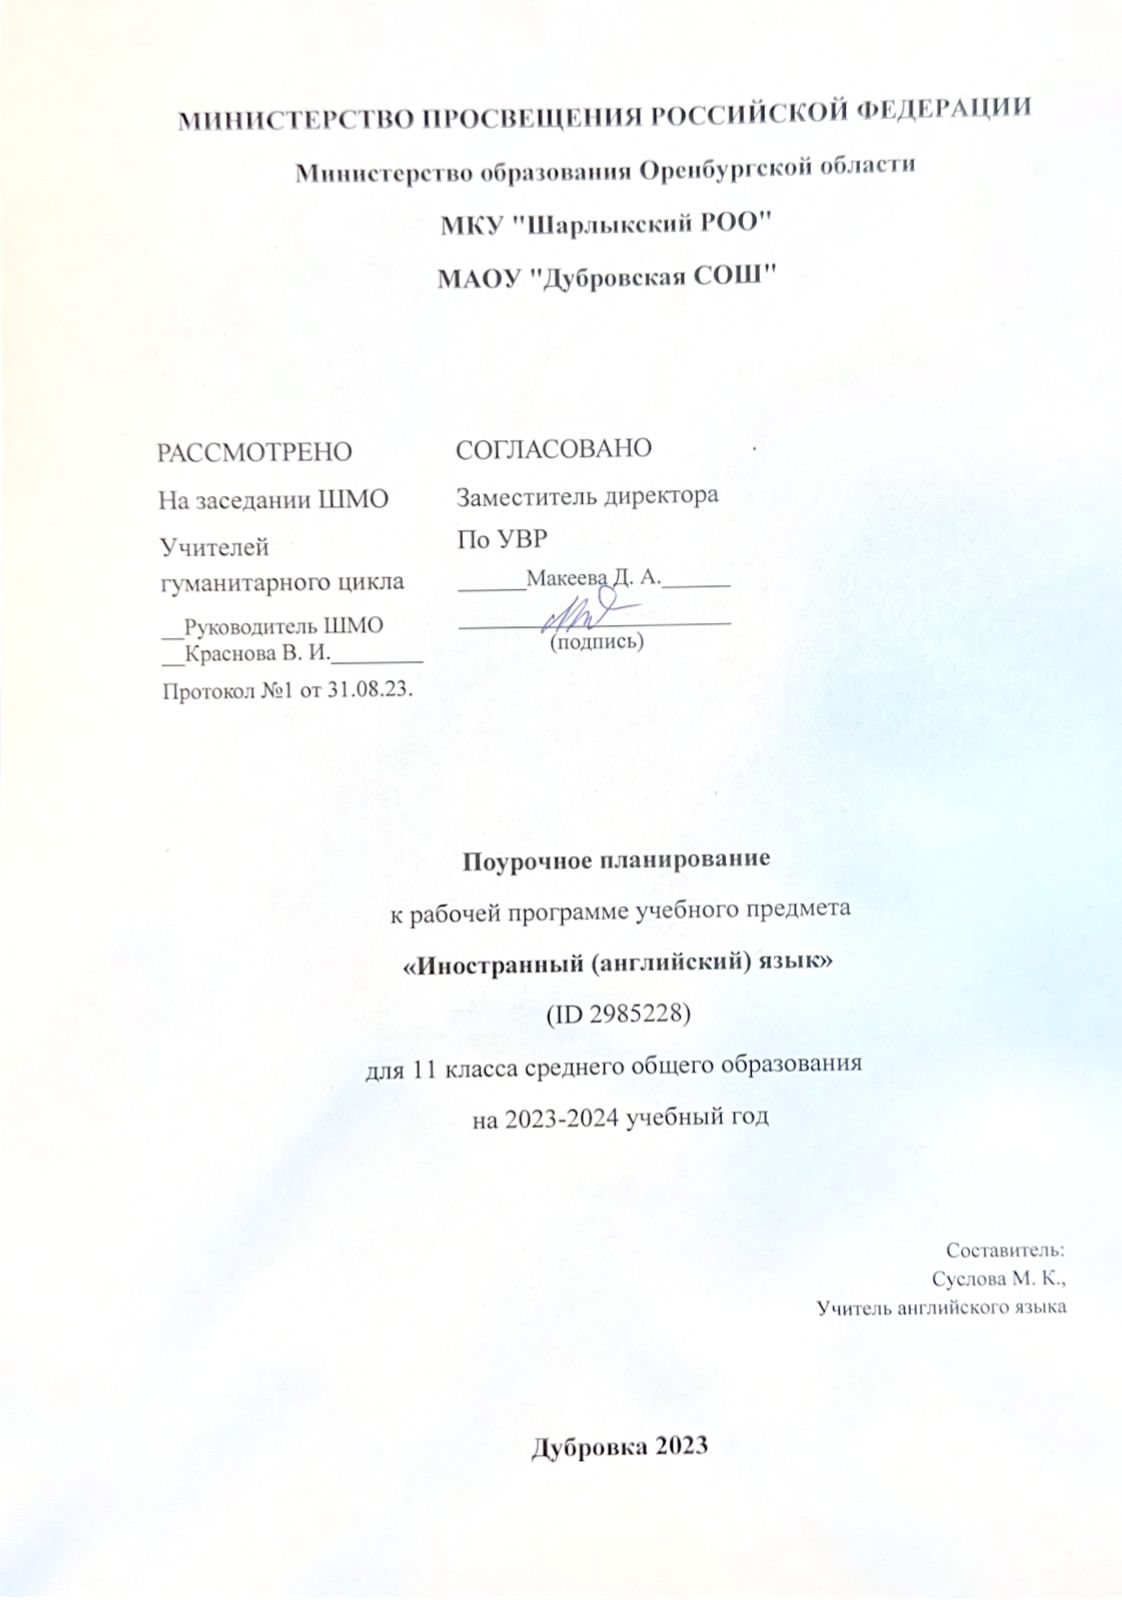 МИНИСТЕРСТВО ПРОСВЕЩЕНИЯ РОССИЙСКОЙ ФЕДЕРАЦИИ
Министерство образования Оренбургской области
МКУ "Шарлыкский РОО"
МАОУ "Дубровская СОШ"
РАССМОТРЕНО
На заседании ШМО
Учителей
гуманитарного цикла
__Руководитель ШМО
__Краснова В. И.________
Протокол №1 от 31.08.23.
СОГЛАСОВАНО
Заместитель директора
По УВР
______Макеева Д. А.______
(подпись)
Поурочное планирование
к рабочей программе учебного предмета
«Иностранный (английский) язык»
(ID 2985228)
для 11 класса среднего общего образования
на 2023-2024 учебный год
Составитель:
Суслова М. К.,
Учитель английского языка
Дубровка 2023